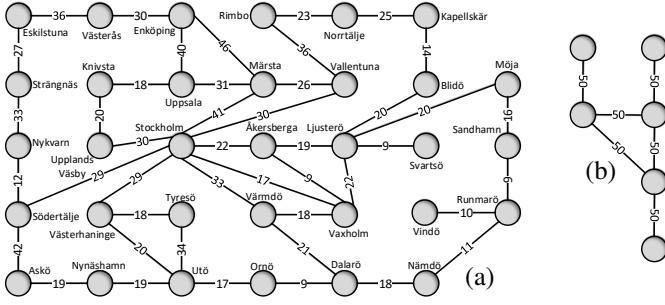 36
30
Rimbo
23
25
Kapellskär
Eskilstuna
Västerås
Enköping
Norrtälje
27
40
46
36
14
50
50
Knivsta
Märsta
Vallentuna
Blidö
Möja
Strängnäs
18
31
26
Uppsala
50
33
20
41
30
20
20
16
50
Stockholm
Åkersberga
Ljusterö
Sandhamn
Nykvarn
30
22
19
9
50
Upplands
Väsby
Svartsö
12
29
29
33
17
9
22
6
(b)
Tyresö
Värmdö
Runmarö
Södertälje
18
18
10
50
Västerhaninge
Vaxholm
Vindö
42
20
34
21
11
Askö
Nynäshamn
Utö
Ornö
Dalarö
Nämdö
(a)
19
19
17
9
18